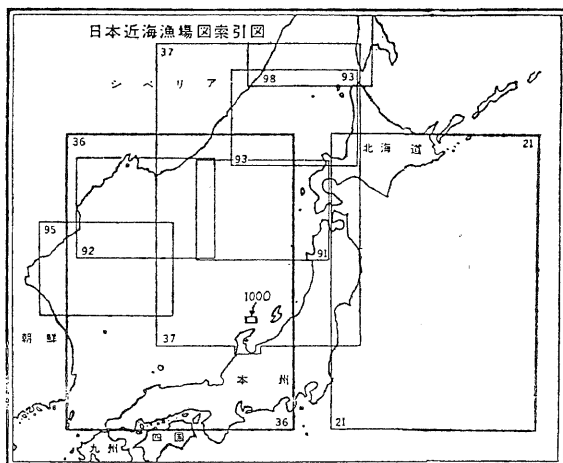 日本近海漁場図索引図
37
シベリア
98
93
36
北海道
21
93
95
92
91
1000
朝鮮
37
本州
36
21
九州
四国